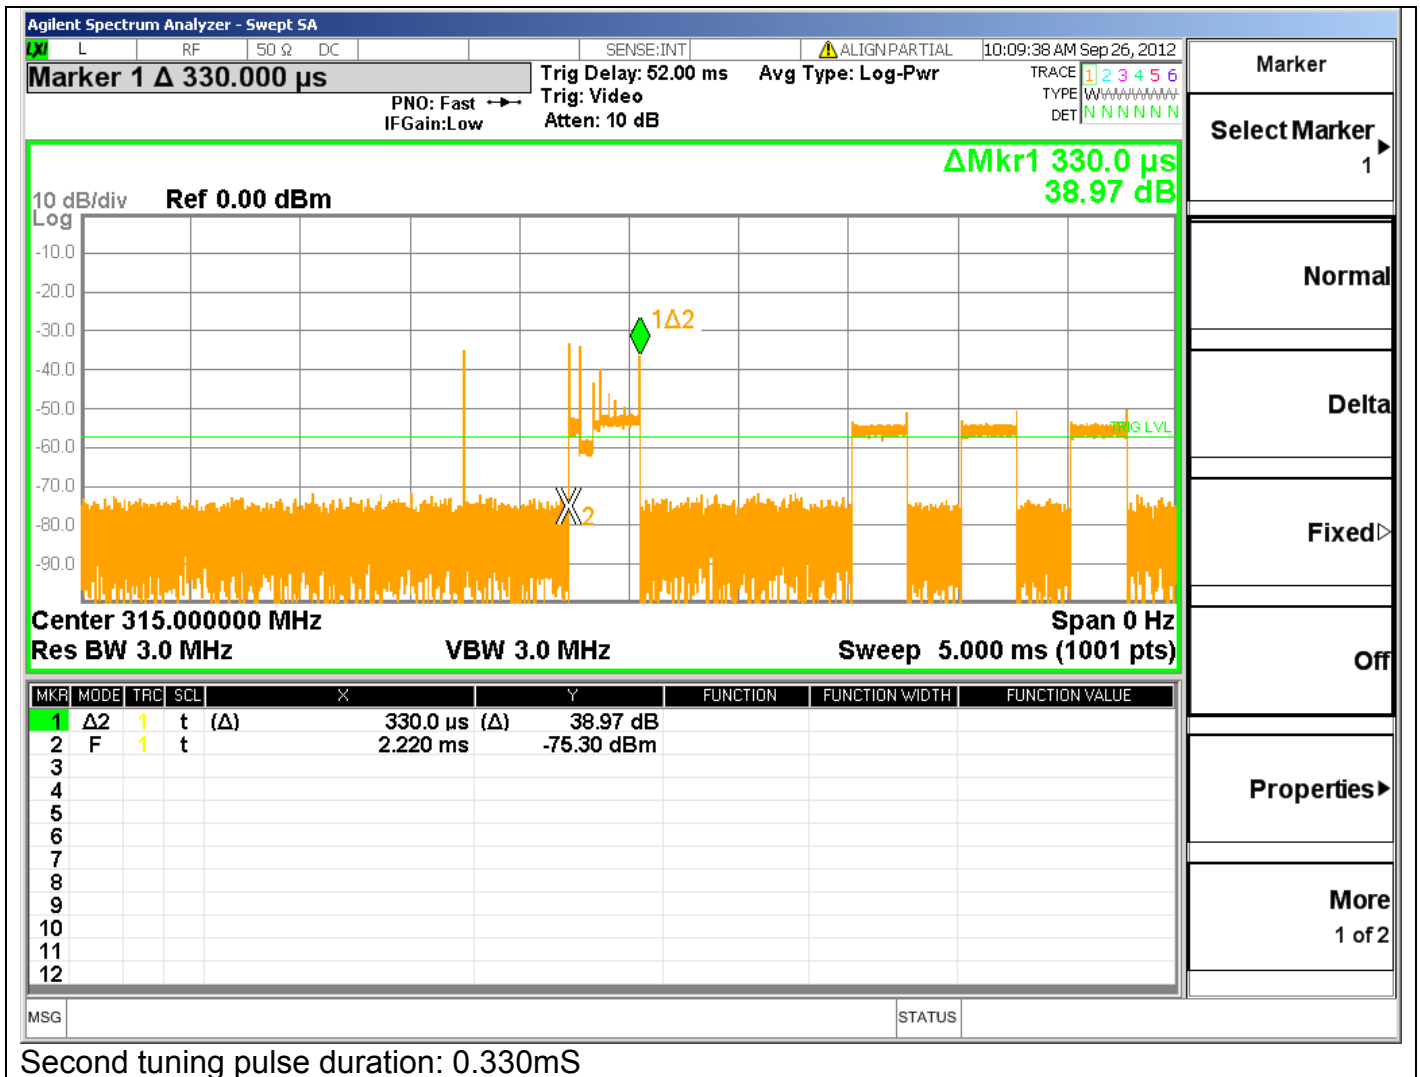 Agilent Spectrum Analyzer - Swept SA
LXI L RF 50 Ω DC SENSE:INT ALIGN PARTIAL 10:09:38 AM Sep 26, 2012
Marker 1 Δ 330.000 µs
PNO: Fast
IFGain:Low
Trig Delay: 52.00 ms
Trig: Video
Atten: 10 dB
Avg Type: Log-Pwr
TRACE 1 2 3 4 5 6
TYPE WWWWWW
DET N N N N N N
ΔMkr1 330.0 µs
38.97 dB
10 dB/div Ref 0.00 dBm
Log
-10.0
-20.0
-30.0
-40.0
-50.0
-60.0
-70.0
-80.0
-90.0
1Δ2
2
TRIG LVL
Center 315.000000 MHz Span 0 Hz
Res BW 3.0 MHz VBW 3.0 MHz Sweep 5.000 ms (1001 pts)
MKR MODE TRC SCL X Y FUNCTION FUNCTION WIDTH FUNCTION VALUE
1 Δ2 1 t (Δ) 330.0 µs (Δ) 38.97 dB
2 F 1 t 2.220 ms -75.30 dBm
3
4
5
6
7
8
9
10
11
12
MSG STATUS
Marker
Select Marker
1
Normal
Delta
Fixed
Off
Properties
More
1 of 2
Second tuning pulse duration: 0.330mS